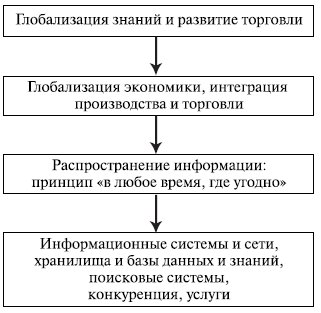 Глобализация знаний и развитие торговли
Глобализация экономики, интеграция
производства и торговли
Распространение информации:
принцип «в любое время, где угодно»
Информационные системы и сети,
хранилища и базы данных и знаний,
поисковые системы,
конкуренция, услуги